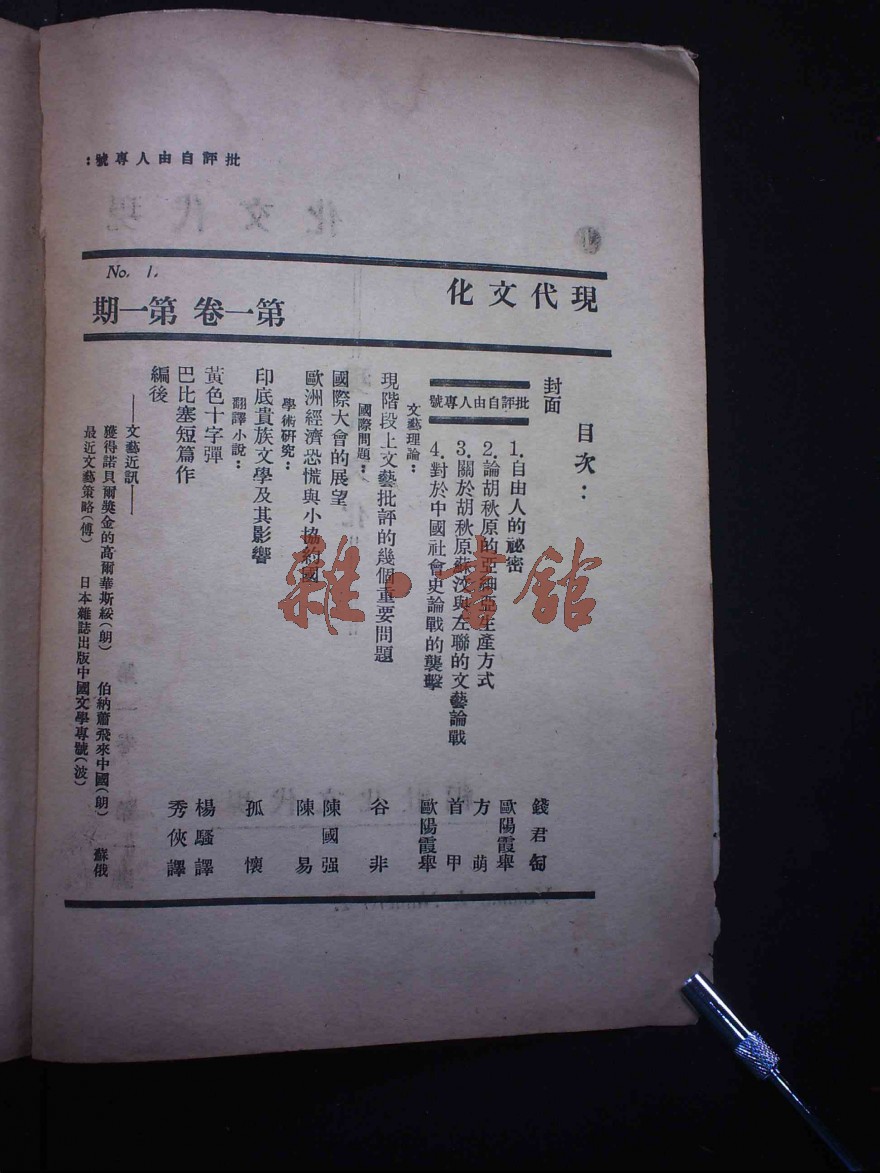 批評自由人專號：
現代文化
No. 1.
第一卷 第一期
目次：
封面
錢君匋
批評自由人專號
1.自由人的祕密
歐陽霞舉
2.論胡秋原的亞細亞生產方式
方萌
3.關於胡秋原蘇汶與左聯的文藝論戰
首甲
4.對於中國社會史論戰的襲擊
歐陽霞舉
文藝理論：
現階段上文藝批評的幾個重要問題
谷非
國際問題：
國際大會的展望
陳國强
歐洲經濟恐慌與小協約國
陳易
學術研究：
印底貴族文學及其影響
孤懷
翻譯小說：
黃色十字彈
楊騷譯
巴比塞短篇作
秀俠譯
編後
——文藝近訊——
獲得諾貝爾獎金的高爾華斯綏(朗) 伯納蕭飛來中國(朗) 蘇俄
最近文藝策略(傅) 日本雜誌出版中國文學專號(波)
雜·書館